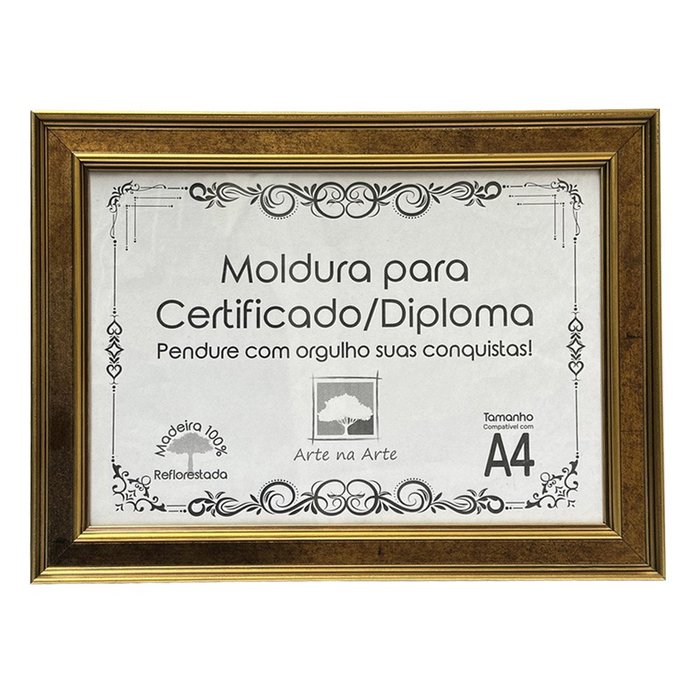 Moldura para
Certificado/Diploma
Pendure com orgulho suas conquistas!
Madeira 100%
Reflorestada
Arte na Arte
Tamanho
Compatível com
A4